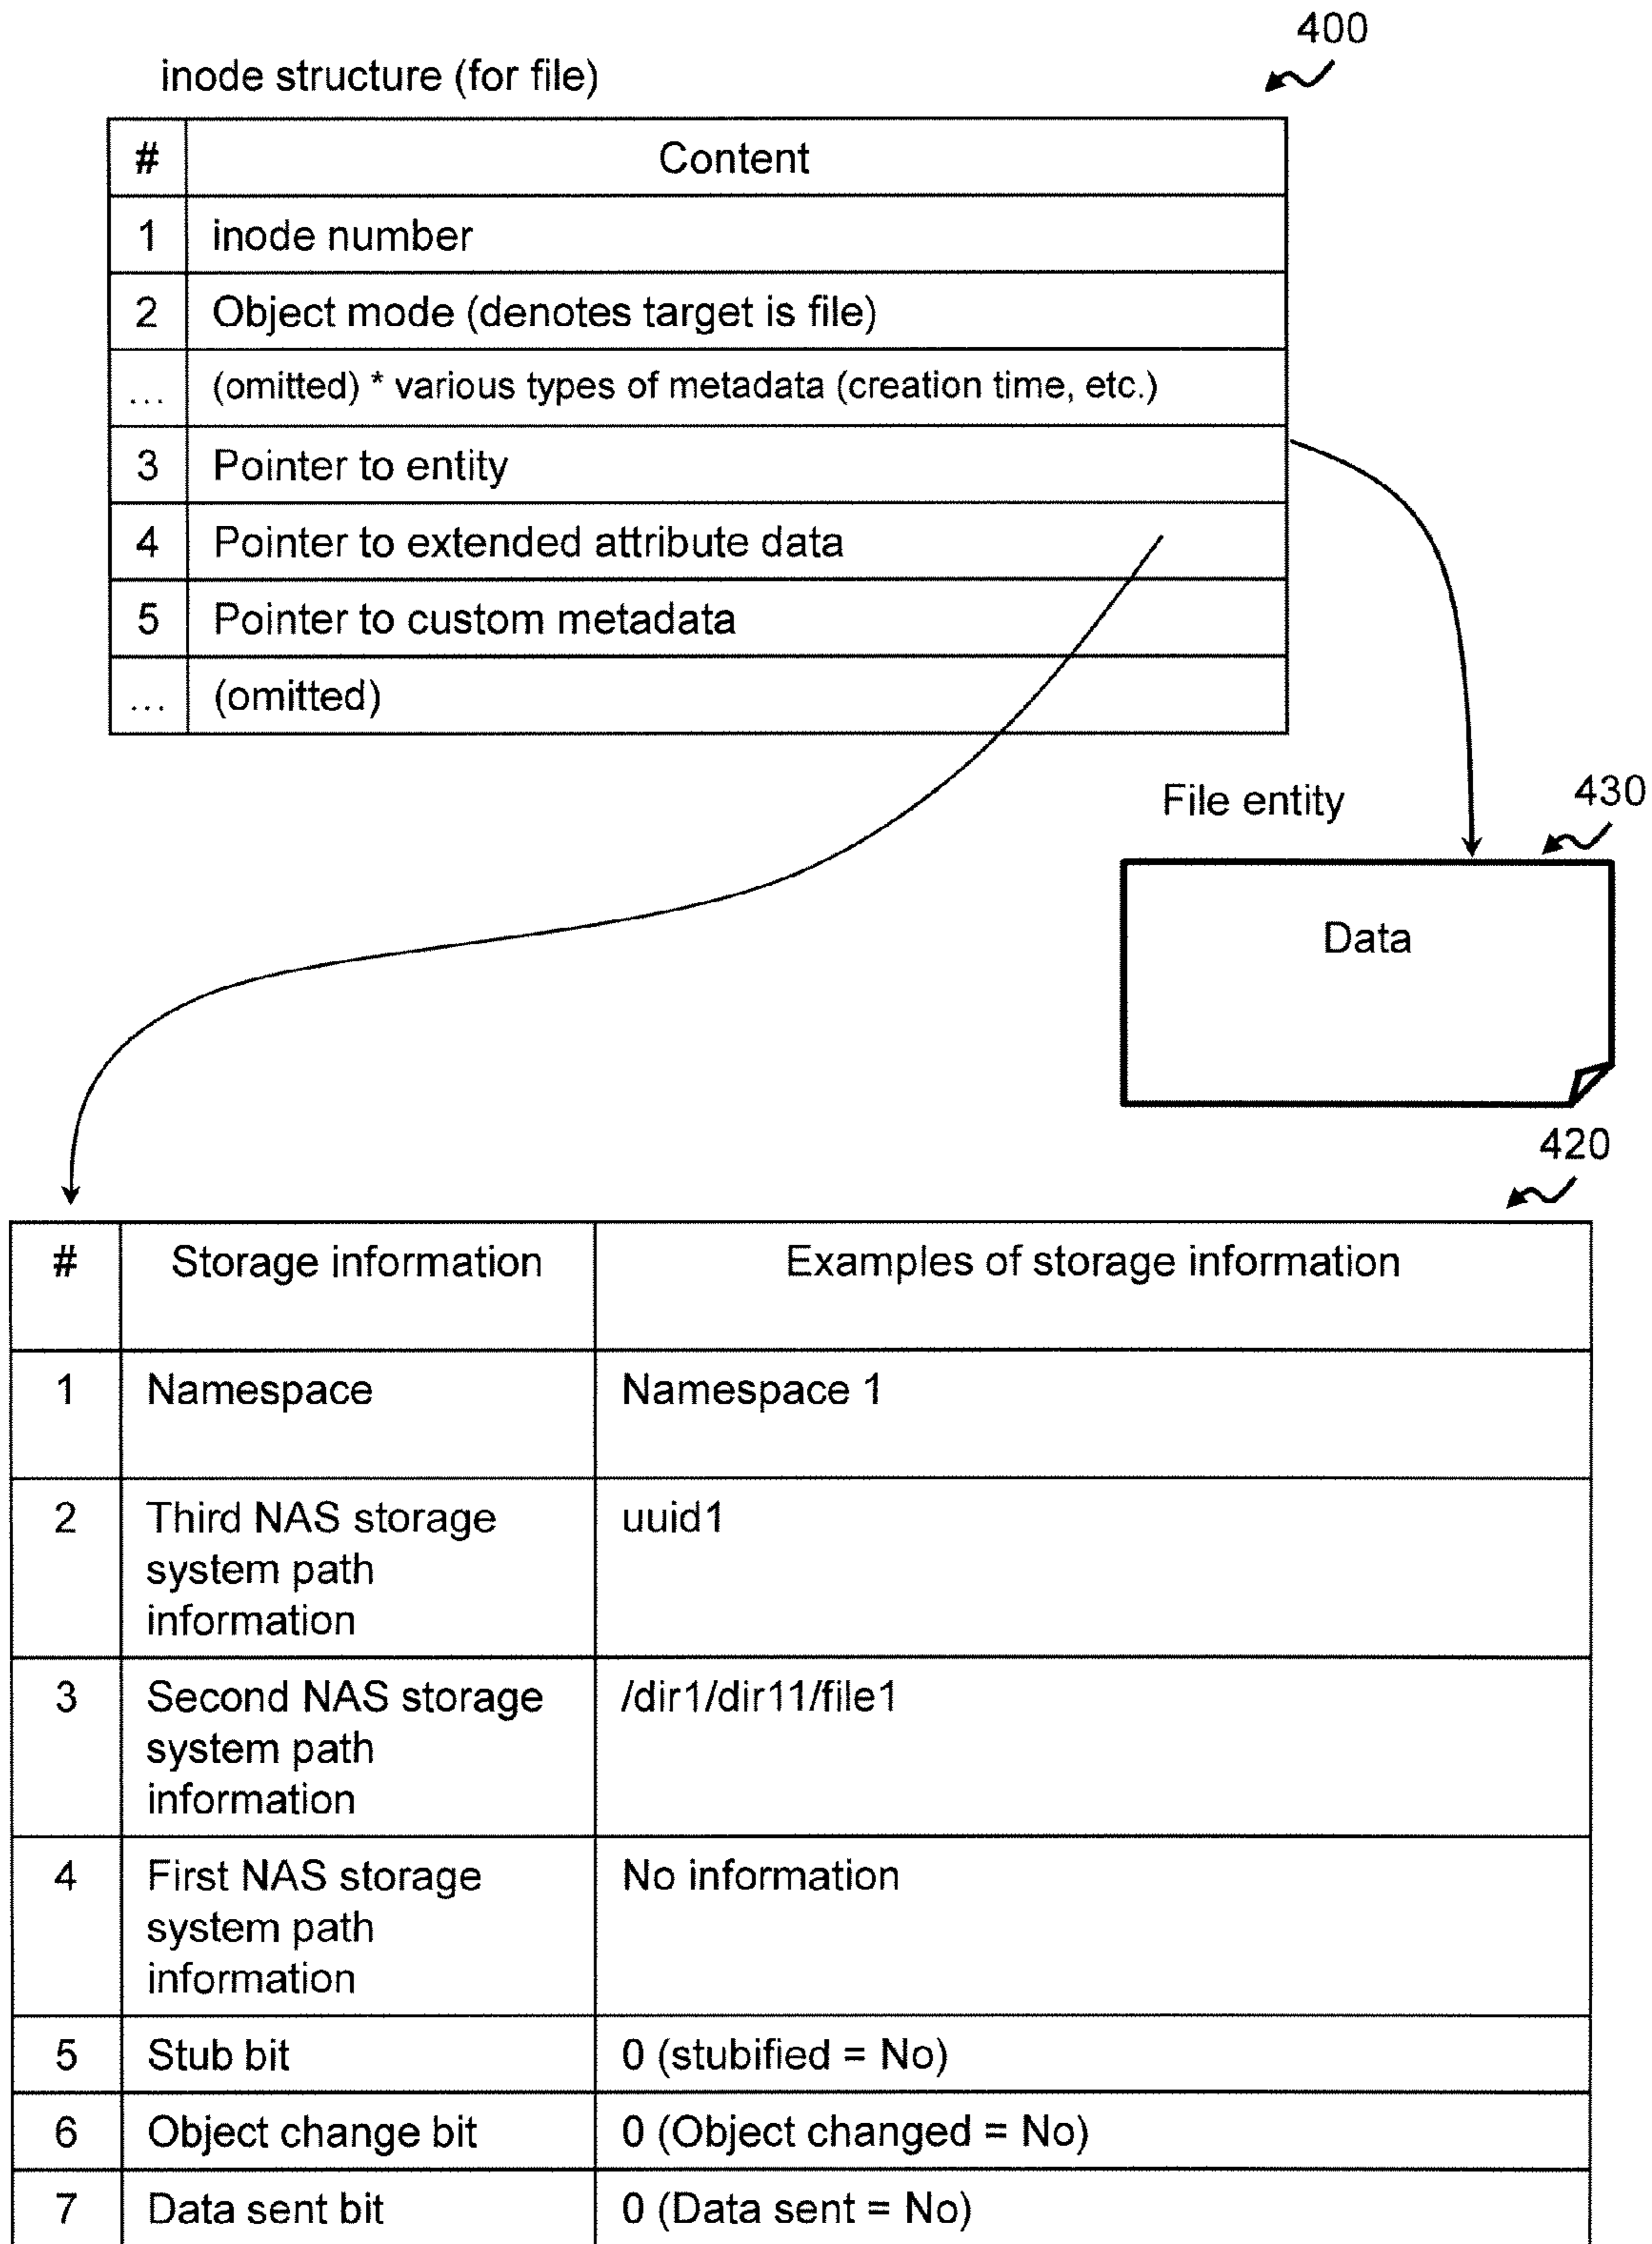 400
inode structure (for file)
# Content
1 inode number
2 Object mode (denotes target is file)
... (omitted) * various types of metadata (creation time, etc.)
3 Pointer to entity
4 Pointer to extended attribute data
5 Pointer to custom metadata
... (omitted)
File entity
430
Data
420
# Storage information Examples of storage information
1 Namespace Namespace 1
2 Third NAS storage uuid1
system path
information
3 Second NAS storage /dir1/dir11/file1
system path
information
4 First NAS storage No information
system path
information
5 Stub bit 0 (stubified = No)
6 Object change bit 0 (Object changed = No)
7 Data sent bit 0 (Data sent = No)